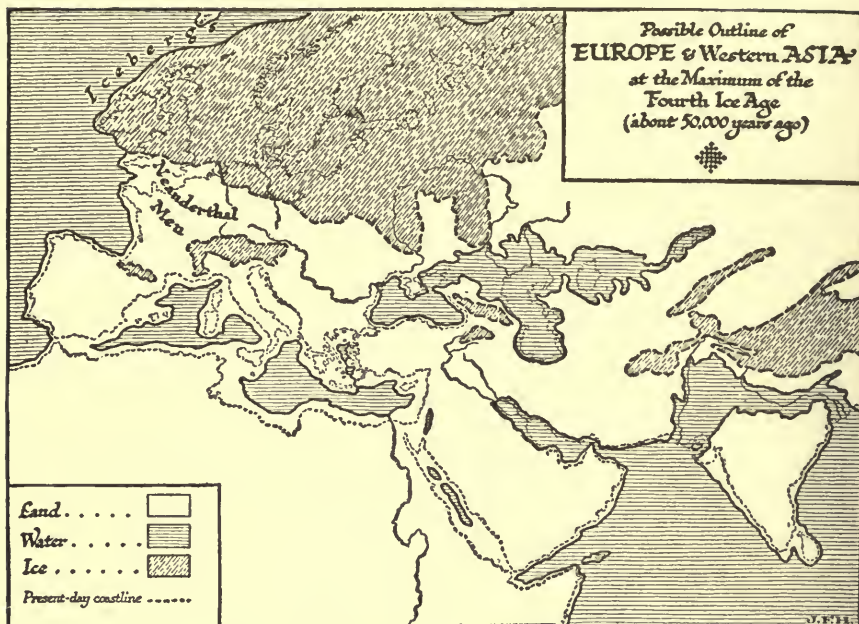 Possible Outline of
EUROPE & Western ASIA
at the Maximum of the
Fourth Ice Age
(about 50,000 years ago)
Icebergs
Neanderthal
Men
Land . . . . .
Water . . . . .
Ice . . . . . .
Present-day coastline ------
J.F.H.